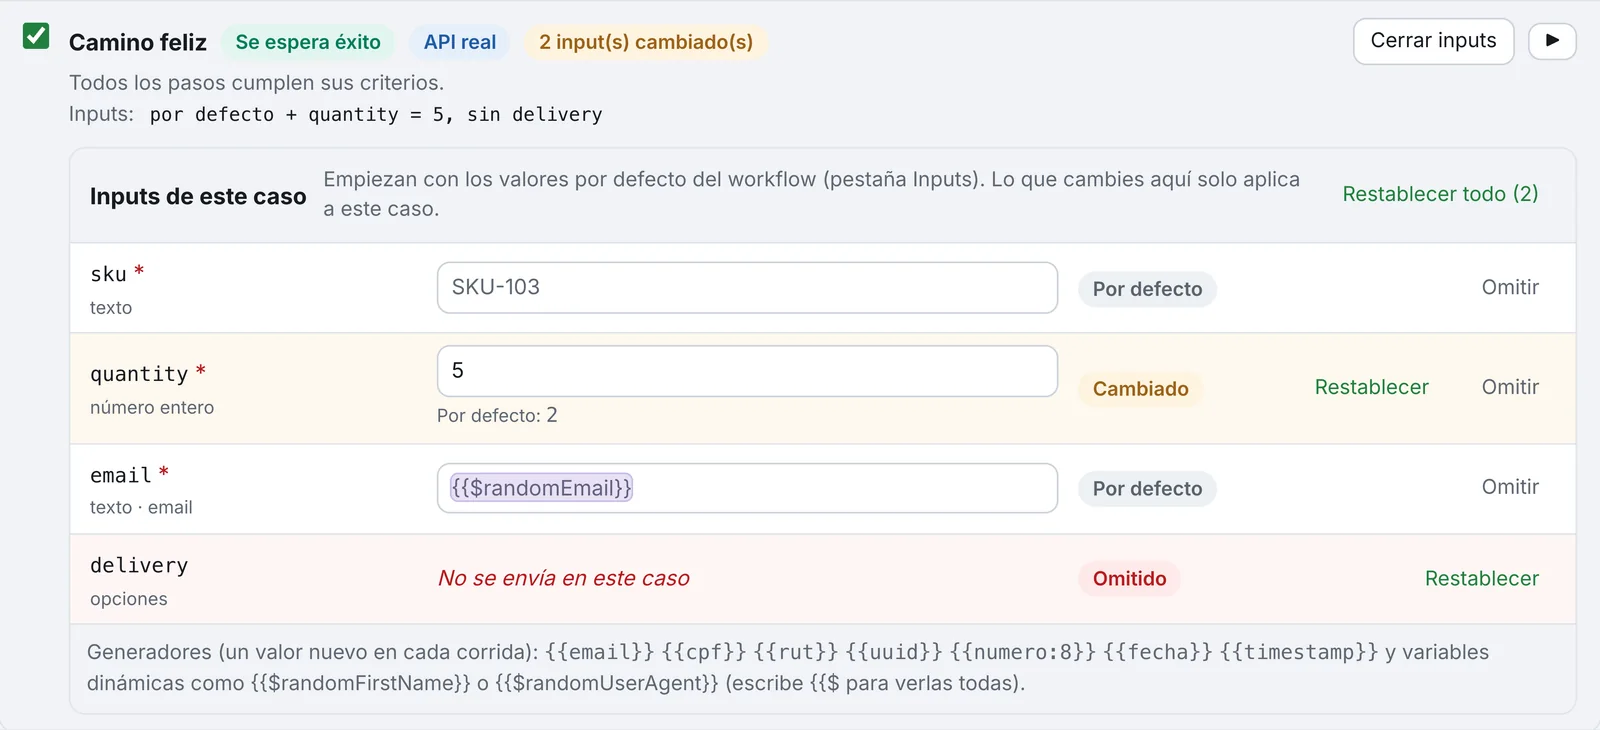 Camino feliz Se espera éxito API real 2 input(s) cambiado(s) Cerrar inputs
Todos los pasos cumplen sus criterios.
Inputs: por defecto + quantity = 5, sin delivery
Inputs de este caso
Empiezan con los valores por defecto del workflow (pestaña Inputs). Lo que cambies aquí solo aplica
a este caso.
Restablecer todo (2)
sku *
texto
SKU-103
Por defecto
Omitir
quantity *
número entero
5
Por defecto: 2
Cambiado
Restablecer
Omitir
email *
texto · email
{{$randomEmail}}
Por defecto
Omitir
delivery
opciones
No se envía en este caso
Omitido
Restablecer
Generadores (un valor nuevo en cada corrida): {{email}} {{cpf}} {{rut}} {{uuid}} {{numero:8}} {{fecha}} {{timestamp}} y variables
dinámicas como {{$randomFirstName}} o {{$randomUserAgent}} (escribe {{$ para verlas todas).